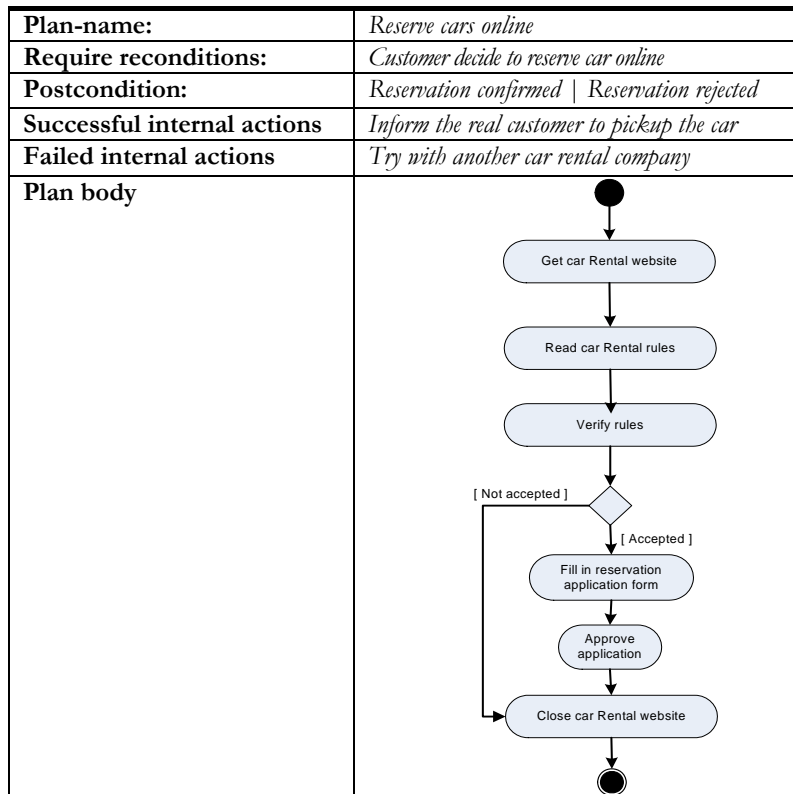 Plan-name: Reserve cars online
Require reconditions: Customer decide to reserve car online
Postcondition: Reservation confirmed | Reservation rejected
Successful internal actions Inform the real customer to pickup the car
Failed internal actions Try with another car rental company
Plan body
Get car Rental website
Read car Rental rules
Verify rules
[ Not accepted ]
[ Accepted ]
Fill in reservation
application form
Approve
application
Close car Rental website